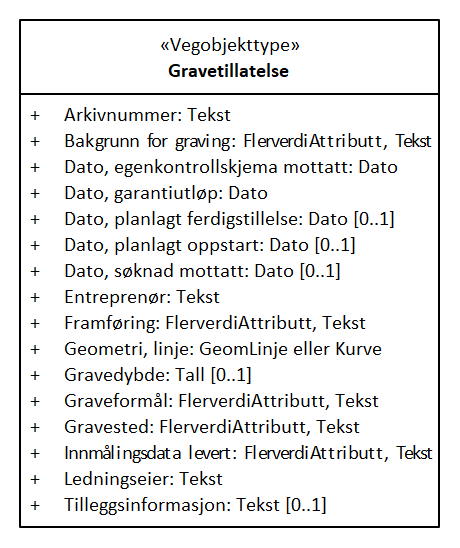 «Vegobjekttype»
Gravetillatelse
+ Arkivnummer: Tekst
+ Bakgrunn for graving: FlerverdiAttributt, Tekst
+ Dato, egenkontrollskjema mottatt: Dato
+ Dato, garantiutløp: Dato
+ Dato, planlagt ferdigstillelse: Dato [0..1]
+ Dato, planlagt oppstart: Dato [0..1]
+ Dato, søknad mottatt: Dato [0..1]
+ Entreprenør: Tekst
+ Framføring: FlerverdiAttributt, Tekst
+ Geometri, linje: GeomLinje eller Kurve
+ Gravedybde: Tall [0..1]
+ Graveformål: FlerverdiAttributt, Tekst
+ Gravested: FlerverdiAttributt, Tekst
+ Innmålingsdata levert: FlerverdiAttributt, Tekst
+ Ledningseier: Tekst
+ Tilleggsinformasjon: Tekst [0..1]